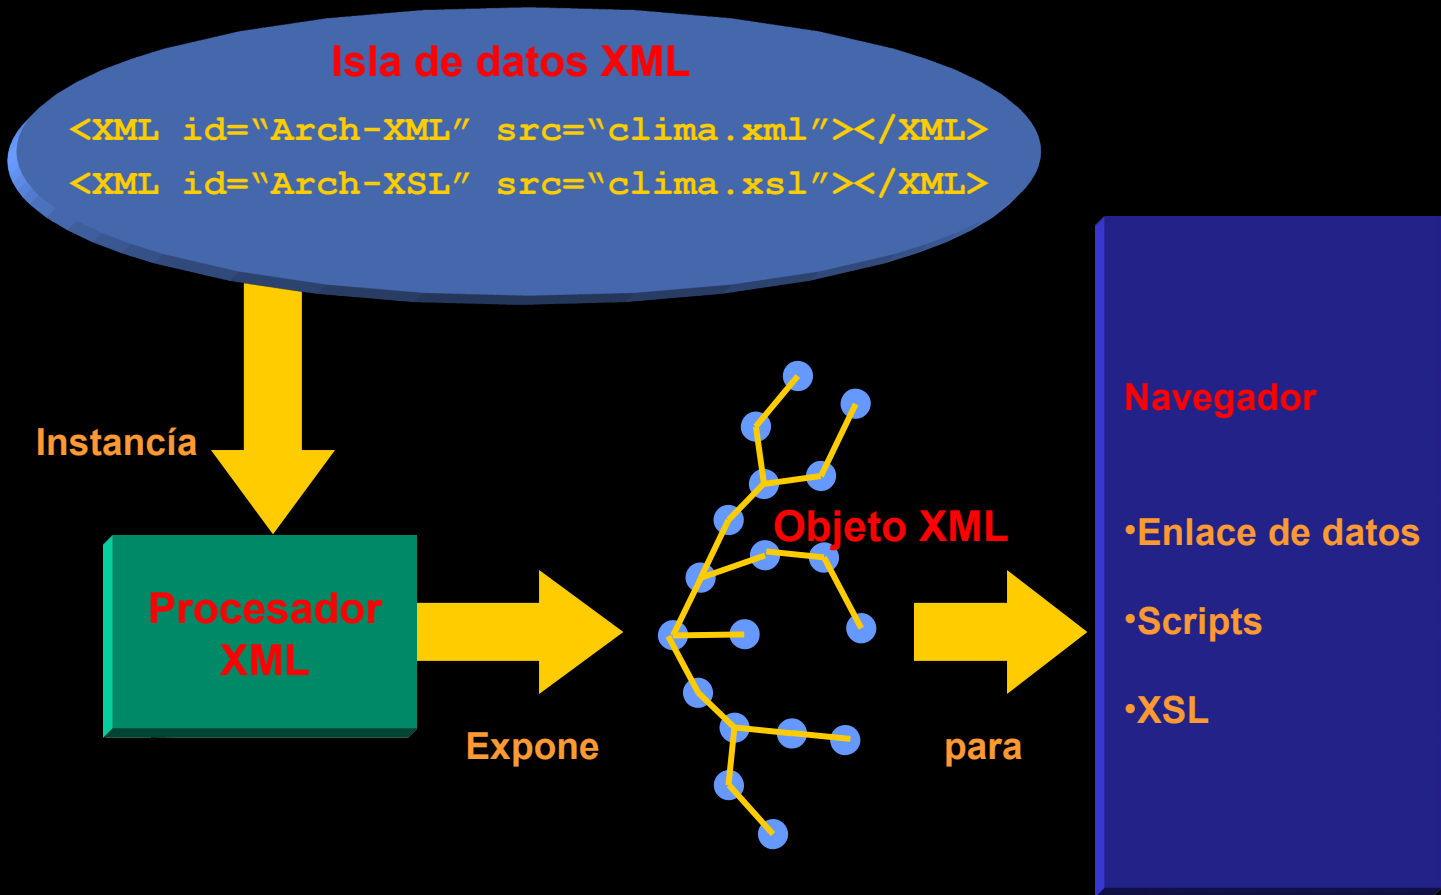 Isla de datos XML
<XML id=“Arch-XML” src=“clima.xml”></XML>
<XML id=“Arch-XSL” src=“clima.xsl”></XML>
Instancía
Procesador
XML
Expone
Objeto XML
para
Navegador
•Enlace de datos
•Scripts
•XSL